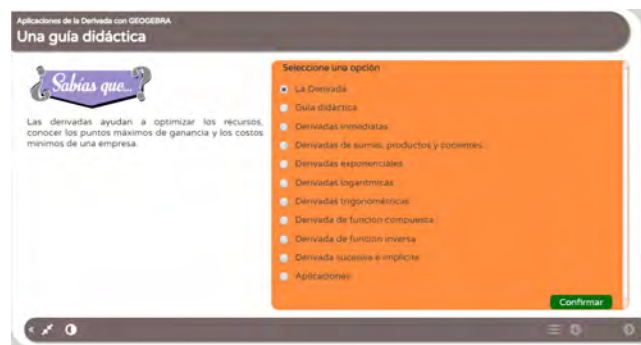 Aplicaciones de la Derivada con GEOGEBRA
Una guía didáctica
Sabías que...
Las derivadas ayudan a optimizar los recursos,
conocer los puntos máximos de ganancia y los costos
mínimos de una empresa.
Seleccione una opción
La Derivada
Guía didáctica
Derivadas inmediatas
Derivadas de sumas, productos y cocientes
Derivadas exponenciales
Derivadas logarítmicas
Derivadas trigonométricas
Derivada de función compuesta
Derivada de función inversa
Derivada sucesiva e implícita
Aplicaciones
Confirmar